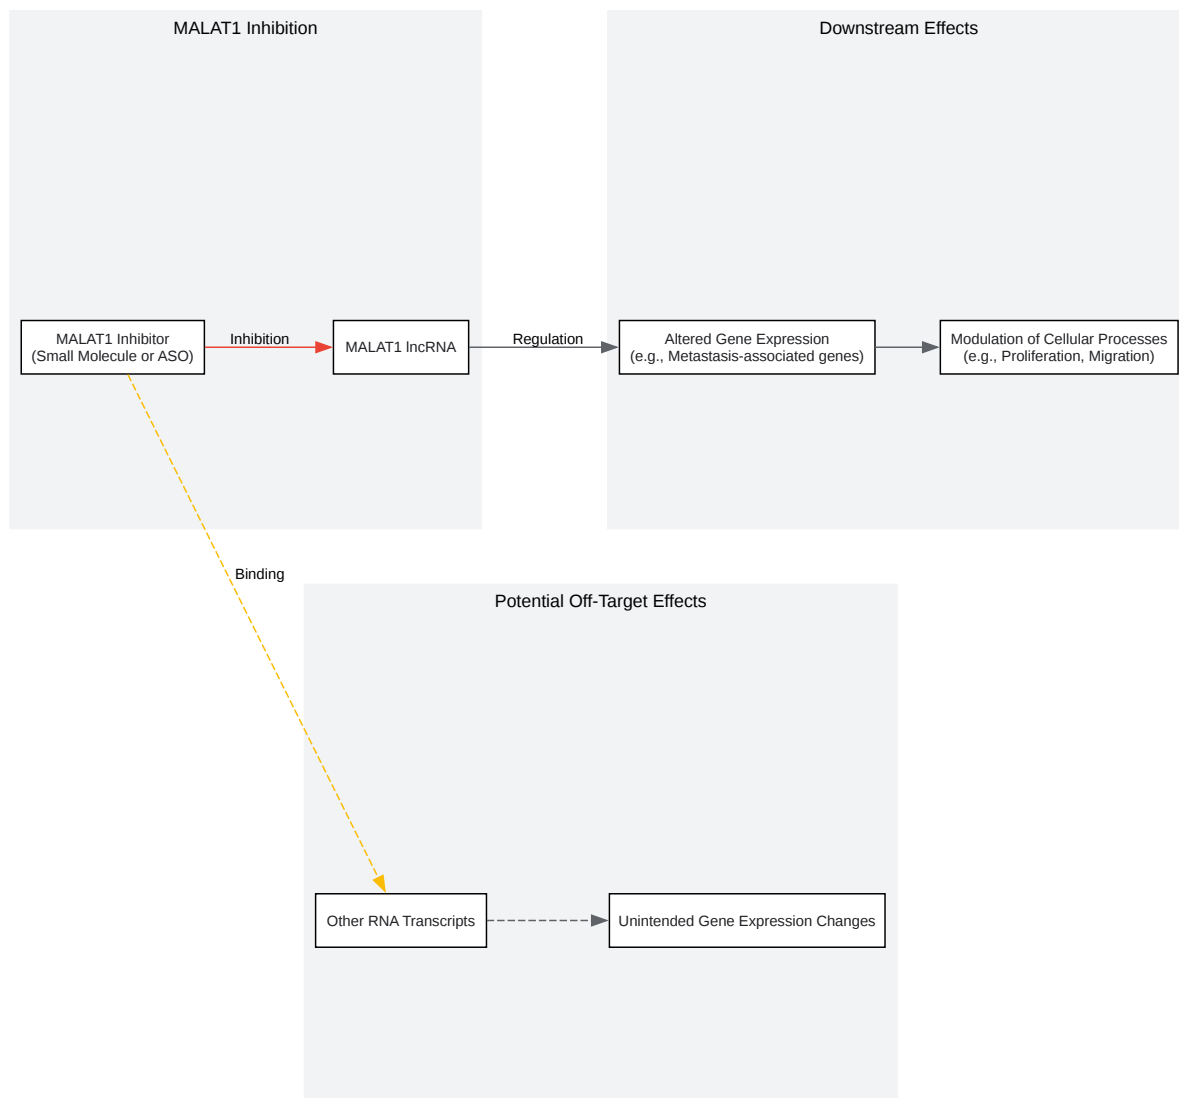 MALAT1 Inhibition
Downstream Effects
MALAT1 Inhibitor
(Small Molecule or ASO)
Inhibition
MALAT1 lncRNA
Regulation
Altered Gene Expression
(e.g., Metastasis-associated genes)
Modulation of Cellular Processes
(e.g., Proliferation, Migration)
Binding
Potential Off-Target Effects
Other RNA Transcripts
Unintended Gene Expression Changes